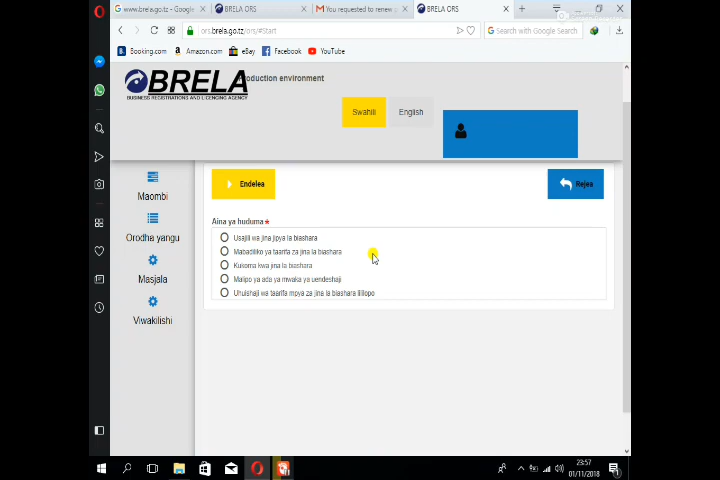 www.brela.go.tz - Google
BRELA ORS
You requested to renew
BRELA ORS
ors.brela.go.tz/ors/#Start
Search with Google Search
Booking.com
Amazon.com
eBay
Facebook
YouTube
BRELA
BUSINESS REGISTRATIONS AND LICENCING AGENCY
Production environment
Swahili
English
Maombi
Orodha yangu
Masjala
Viwakilishi
Endelea
Rejea
Aina ya huduma *
Usajili wa jina jipya la biashara
Mabadiliko ya taarifa za jina la biashara
Kukoma kwa jina la biashara
Malipo ya ada ya mwaka ya uendeshaji
Uhuishaji wa taarifa mpya za jina la biashara lililopo
23:57
01/11/2018